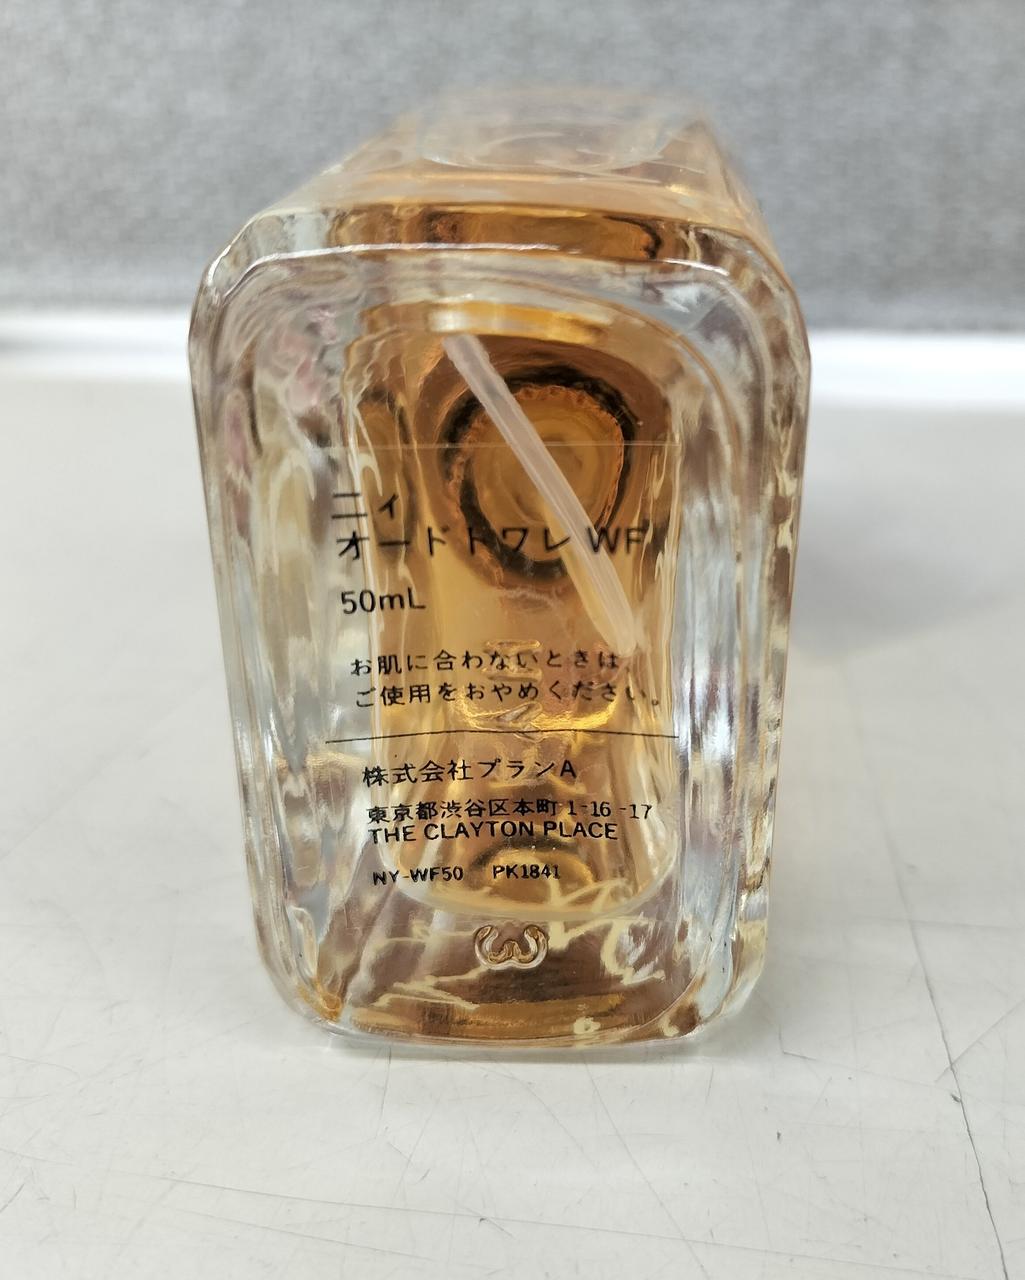 ニィ
オードトワレ WF
50mL
お肌に合わないときは、
ご使用をおやめください。
株式会社プランA
東京都渋谷区本町1-16-17
THE CLAYTON PLACE
NY-WF50 PK1841